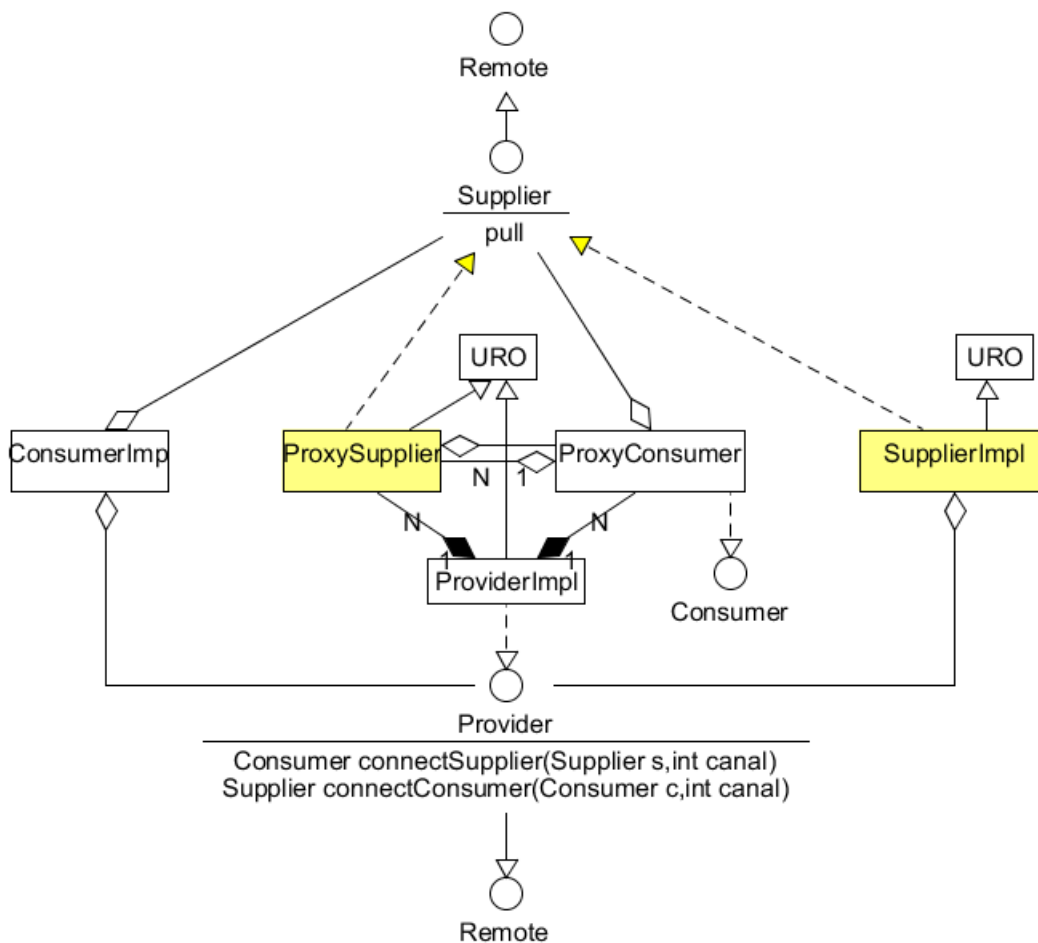 Remote
Supplier
pull
URO
URO
ConsumerImp
ProxySupplier
ProxyConsumer
SupplierImpl
N
1
N
N
1
1
ProviderImpl
Consumer
Provider
Consumer connectSupplier(Supplier s,int canal)
Supplier connectConsumer(Consumer c,int canal)
Remote